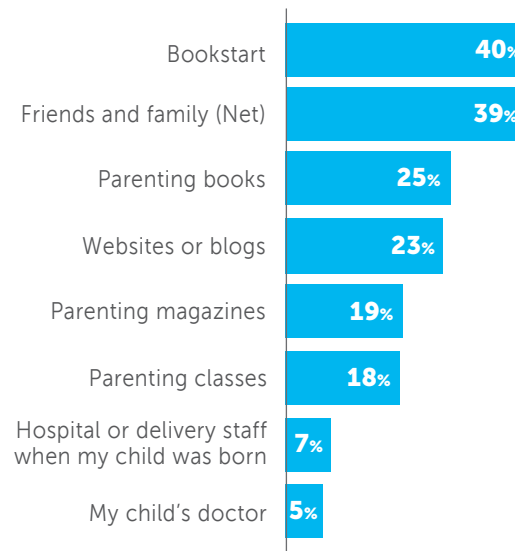 Bookstart 40%
Friends and family (Net) 39%
Parenting books 25%
Websites or blogs 23%
Parenting magazines 19%
Parenting classes 18%
Hospital or delivery staff
when my child was born 7%
My child’s doctor 5%